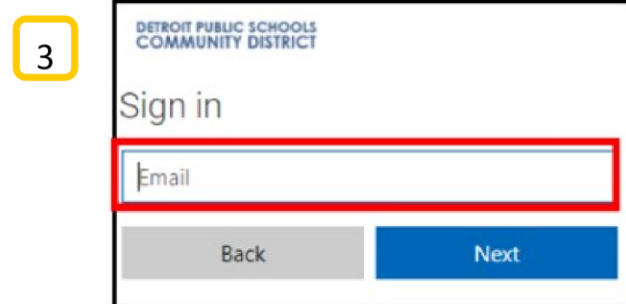 3
DETROIT PUBLIC SCHOOLS
COMMUNITY DISTRICT
Sign in
Email
Back
Next